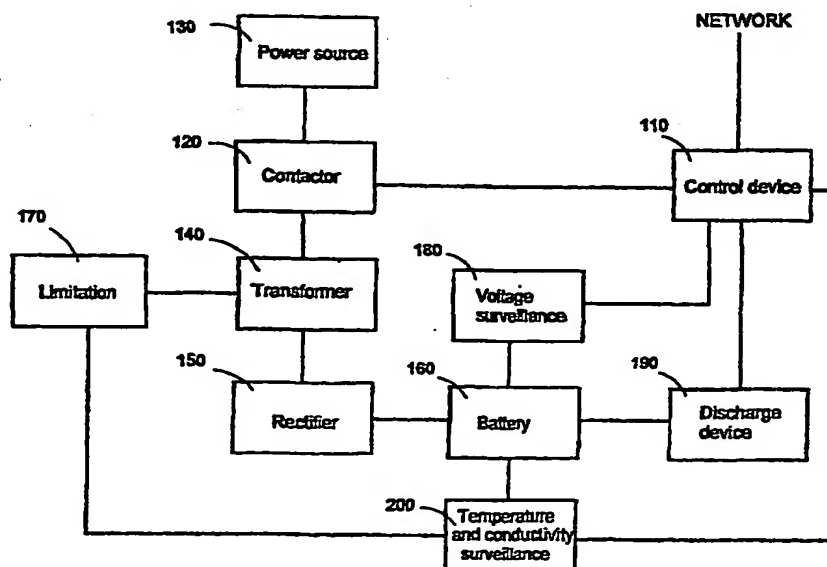 130
Power source
NETWORK
120
Contactor
110
Control device
170
Limitation
140
Transformer
180
Voltage
surveillance
150
Rectifier
160
Battery
190
Discharge
device
200
Temperature
and conductivity
surveillance